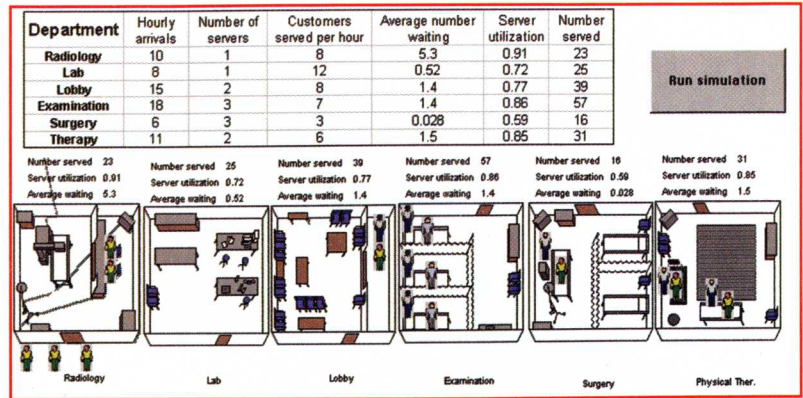 Department Hourly arrivals Number of servers Customers served per hour Average number waiting Server utilization Number served
Radiology 10 1 8 5.3 0.91 23
Lab 8 1 12 0.52 0.72 25
Lobby 15 2 8 1.4 0.77 39
Examination 18 3 7 1.4 0.86 57
Surgery 6 3 3 0.028 0.59 16
Therapy 11 2 6 1.5 0.85 31
Run simulation
Number served 23
Server utilization 0.91
Average waiting 5.3
Number served 25
Server utilization 0.72
Average waiting 0.52
Number served 39
Server utilization 0.77
Average waiting 1.4
Number served 57
Server utilization 0.86
Average waiting 1.4
Number served 16
Server utilization 0.59
Average waiting 0.028
Number served 31
Server utilization 0.85
Average waiting 1.5
Radiology
Lab
Lobby
Examination
Surgery
Physical Ther.